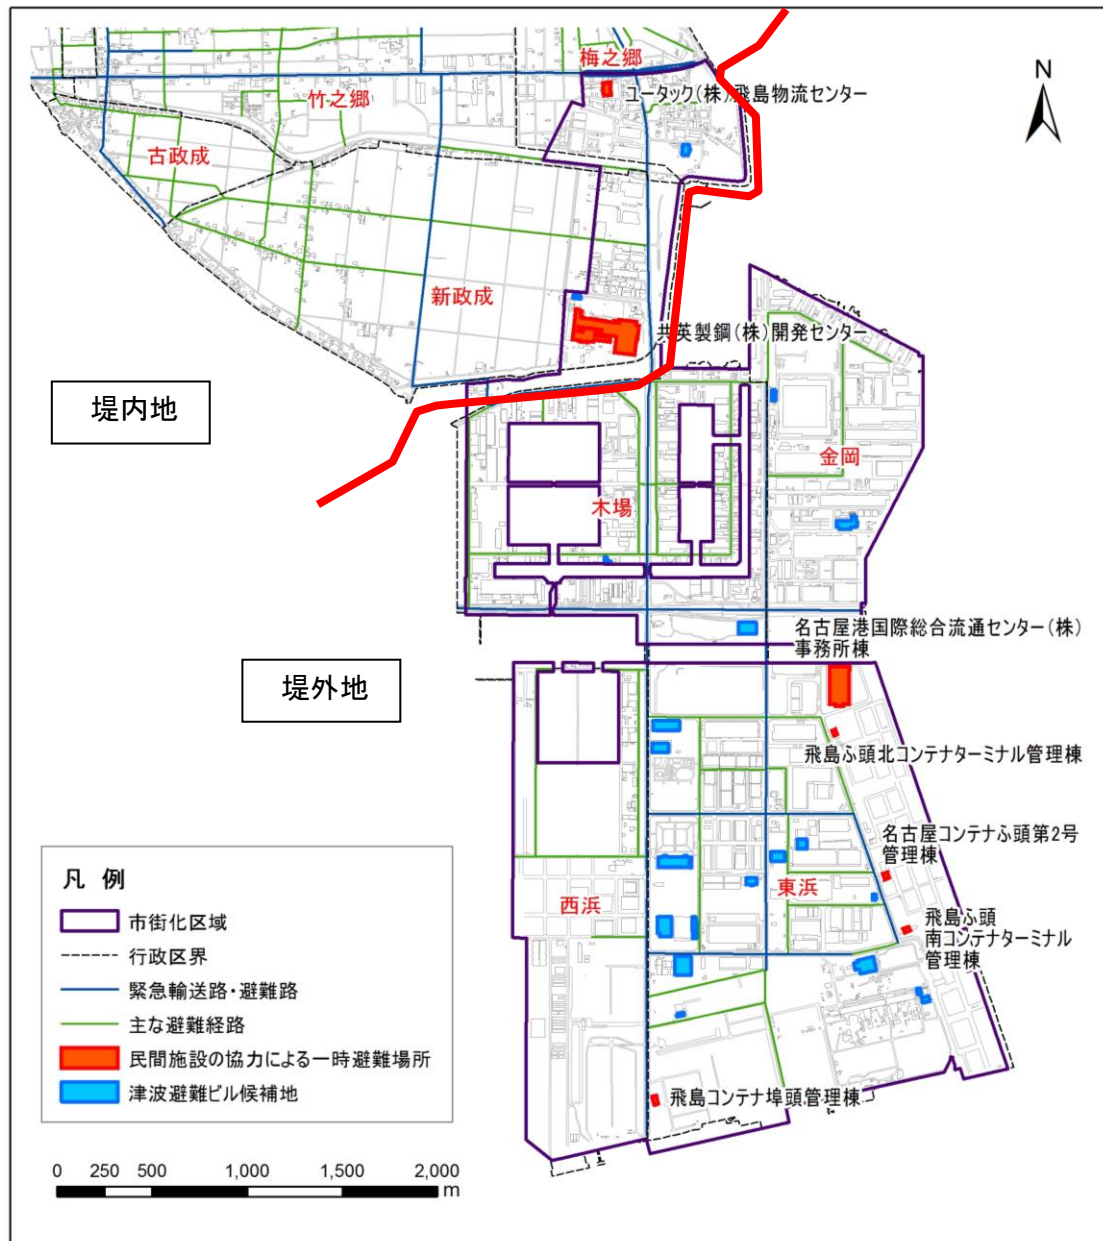 梅之郷
N
ユータック(株)飛島物流センター
竹之郷
古政成
新政成
共英製鋼(株)開発センター
堤内地
金岡
木場
名古屋港国際総合流通センター(株)
事務所棟
堤外地
飛島ふ頭北コンテナターミナル管理棟
名古屋コンテナふ頭第2号
管理棟
東浜
西浜
飛島ふ頭
南コンテナターミナル
管理棟
飛島コンテナ埠頭管理棟
凡 例
市街化区域
行政区界
緊急輸送路・避難路
主な避難経路
民間施設の協力による一時避難場所
津波避難ビル候補地
0 250 500 1,000 1,500 2,000
m